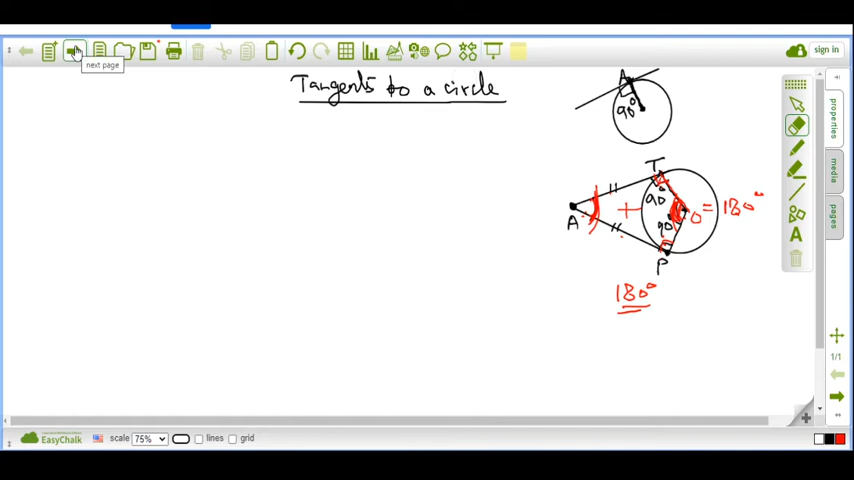 sign in
next page
Tangents to a circle
A
90°
T
90°
A
+
O = 180°
90°
P
180°
properties
media
pages
A
1/1
EasyChalk
scale 75% lines grid